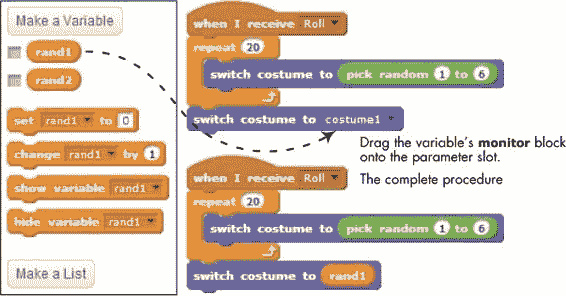 Make a Variable
rand1
rand2
set rand1 to 0
change rand1 by 1
show variable rand1
hide variable rand1
Make a List
when I receive Roll
repeat 20
switch costume to pick random 1 to 6
switch costume to costume1
Drag the variable's monitor block
onto the parameter slot.
The complete procedure
when I receive Roll
repeat 20
switch costume to pick random 1 to 6
switch costume to rand1